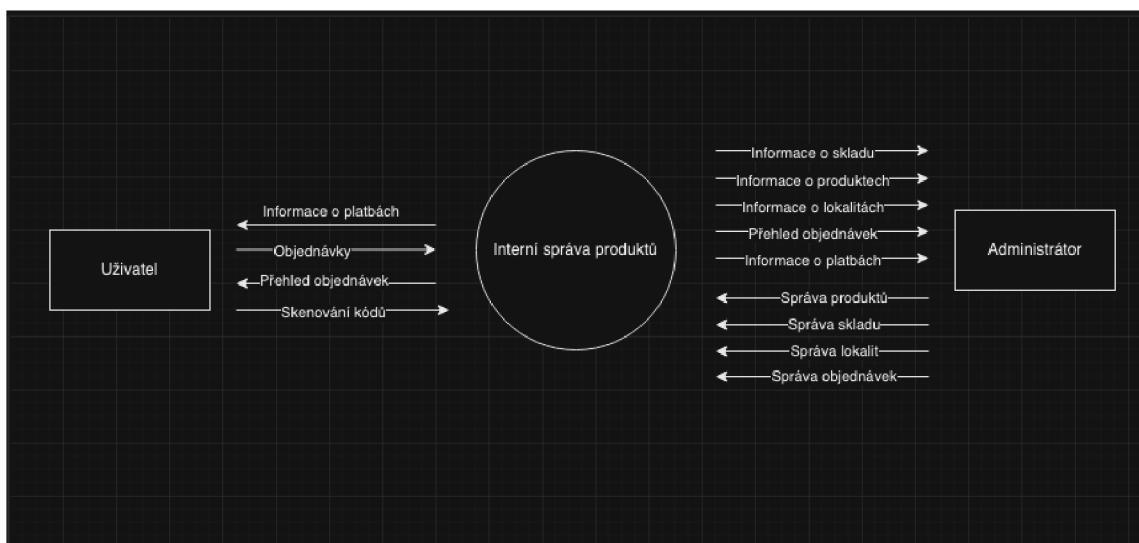 Informace o platbách
Objednávky
Přehled objednávek
Skenování kódů
Uživatel
Interní správa produktů
Informace o skladu
Informace o produktech
Informace o lokalitách
Přehled objednávek
Informace o platbách
Správa produktů
Správa skladu
Správa lokalit
Správa objednávek
Administrátor